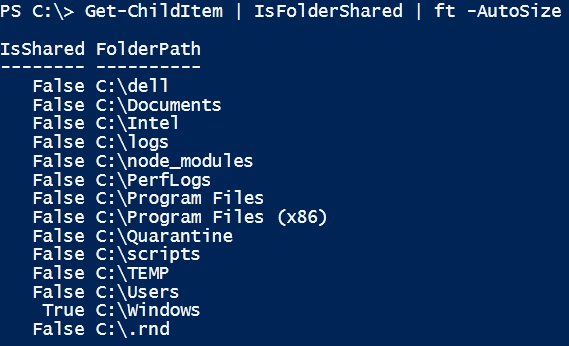 PS C:\> Get-ChildItem | IsFolderShared | ft -AutoSize
IsShared FolderPath
-------- ----------
False C:\dell
False C:\Documents
False C:\Intel
False C:\logs
False C:\node_modules
False C:\PerfLogs
False C:\Program Files
False C:\Program Files (x86)
False C:\Quarantine
False C:\scripts
False C:\TEMP
False C:\Users
True C:\Windows
False C:\.rnd